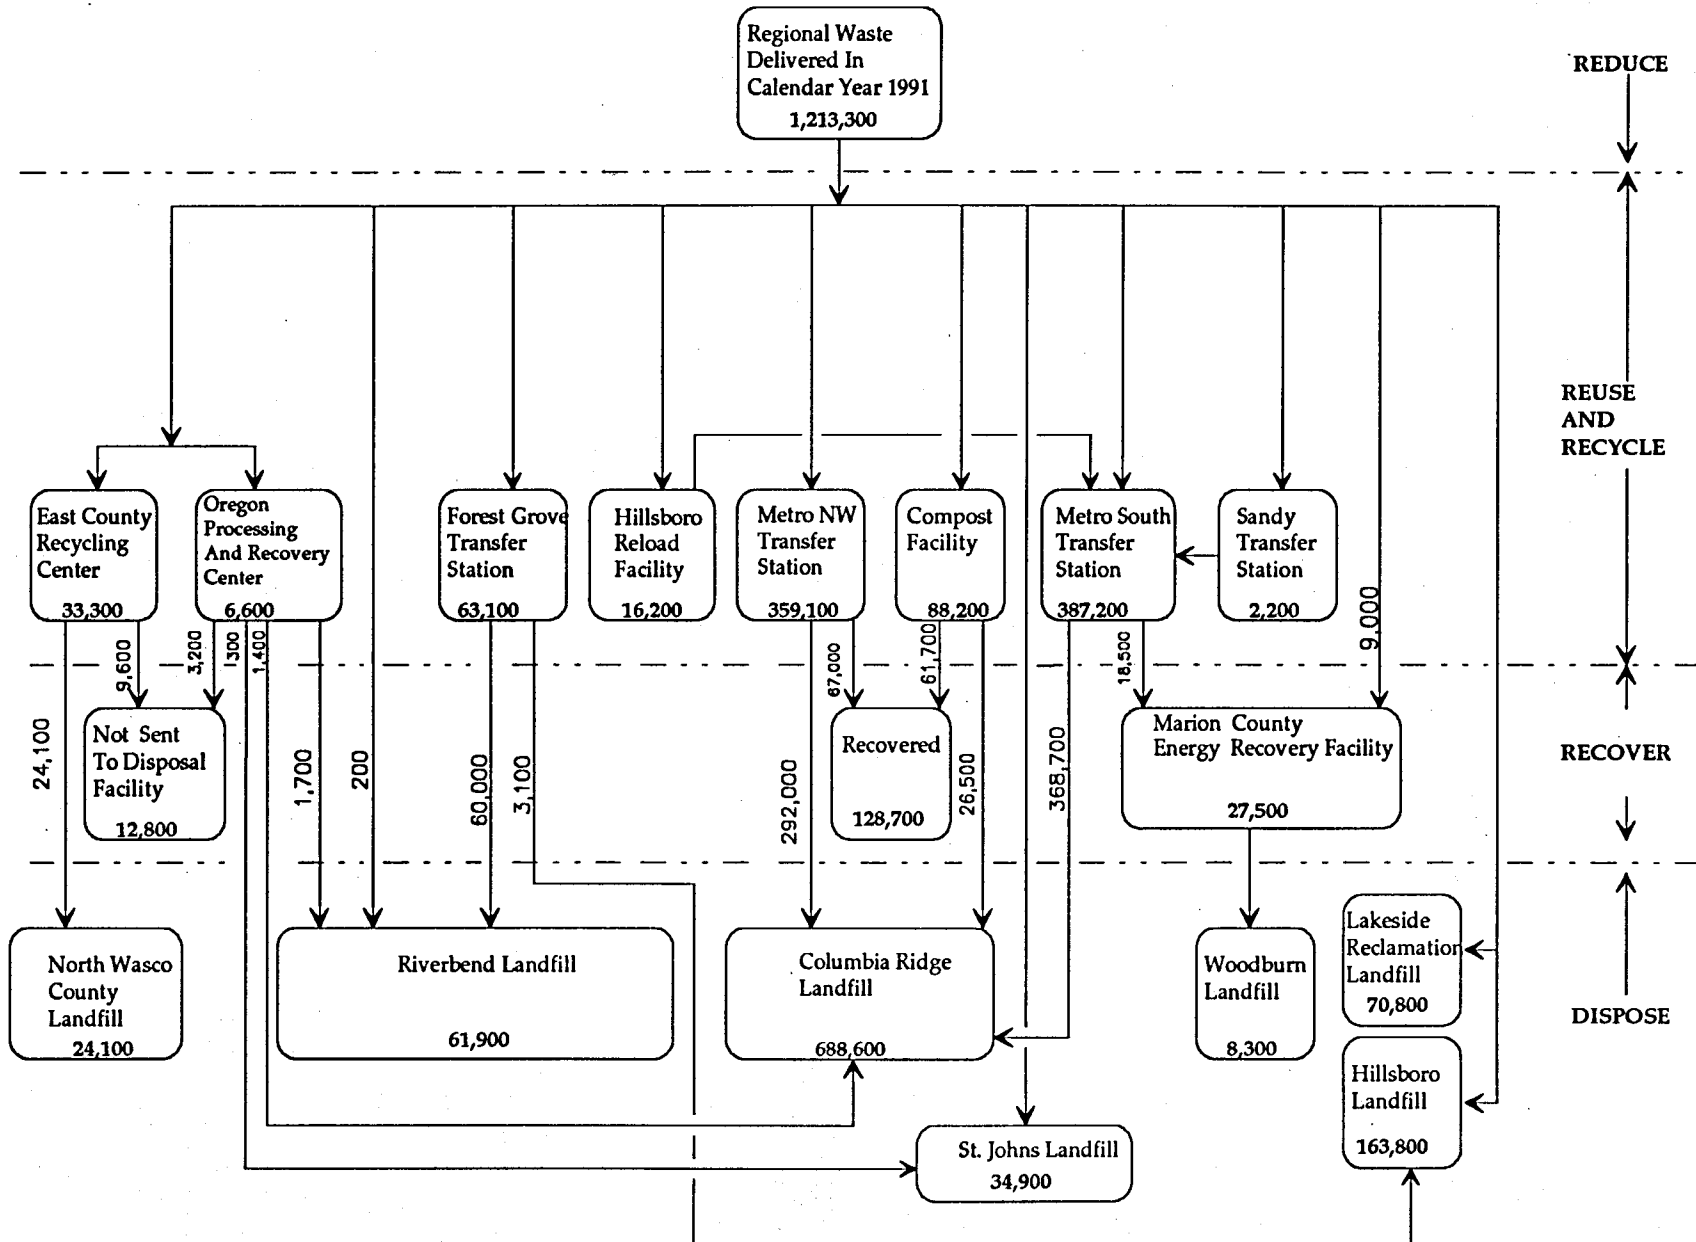 Regional Waste
Delivered In
Calendar Year 1991
1,213,300
REDUCE
REUSE
AND
RECYCLE
East County
Recycling
Center
33,300
Oregon
Processing
And Recovery
Center
6,600
Forest Grove
Transfer
Station
63,100
Hillsboro
Reload
Facility
16,200
Metro NW
Transfer
Station
359,100
Compost
Facility
88,200
Metro South
Transfer
Station
387,200
Sandy
Transfer
Station
2,200
24,100
9,600
3,200
300
1,400
1,700
200
60,000
3,100
292,000
67,000
61,700
26,500
368,700
18,500
9,000
Not Sent
To Disposal
Facility
12,800
Recovered
128,700
Marion County
Energy Recovery Facility
27,500
RECOVER
North Wasco
County
Landfill
24,100
Riverbend Landfill
61,900
Columbia Ridge
Landfill
688,600
Woodburn
Landfill
8,300
Lakeside
Reclamation
Landfill
70,800
DISPOSE
Hillsboro
Landfill
163,800
St. Johns Landfill
34,900